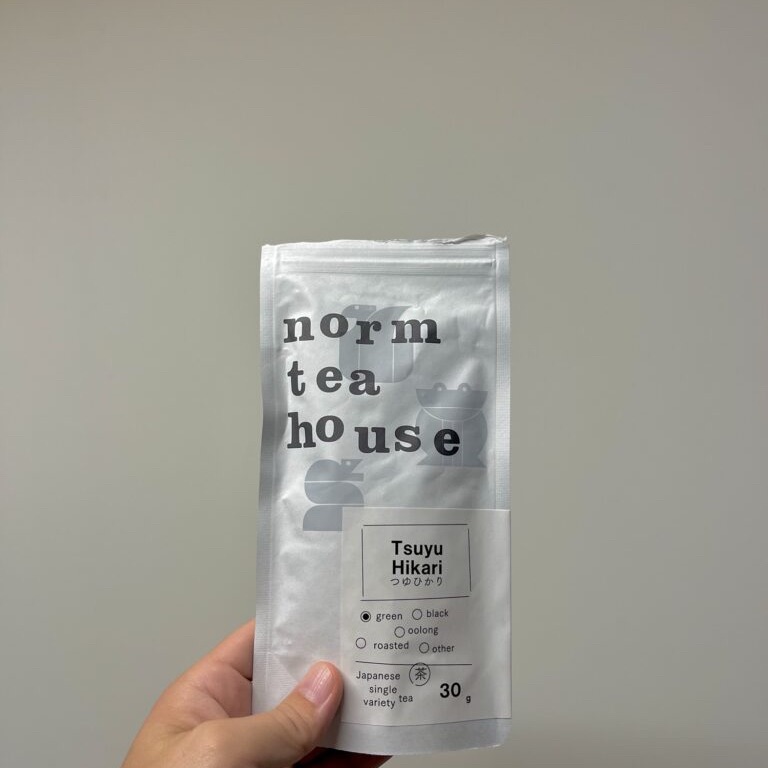 norm
tea
house
Tsuyu
Hikari
つゆひかり
green black
oolong
roasted other
Japanese
single
variety tea
茶
30 g